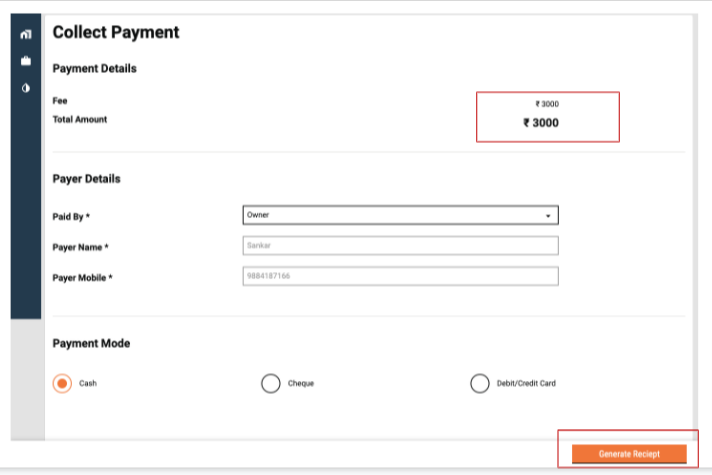 Collect Payment
Payment Details
Fee ₹ 3000
Total Amount ₹ 3000
Payer Details
Paid By * Owner
Payer Name * Sankar
Payer Mobile * 9884187166
Payment Mode
Cash Cheque Debit/Credit Card
Generate Reciept